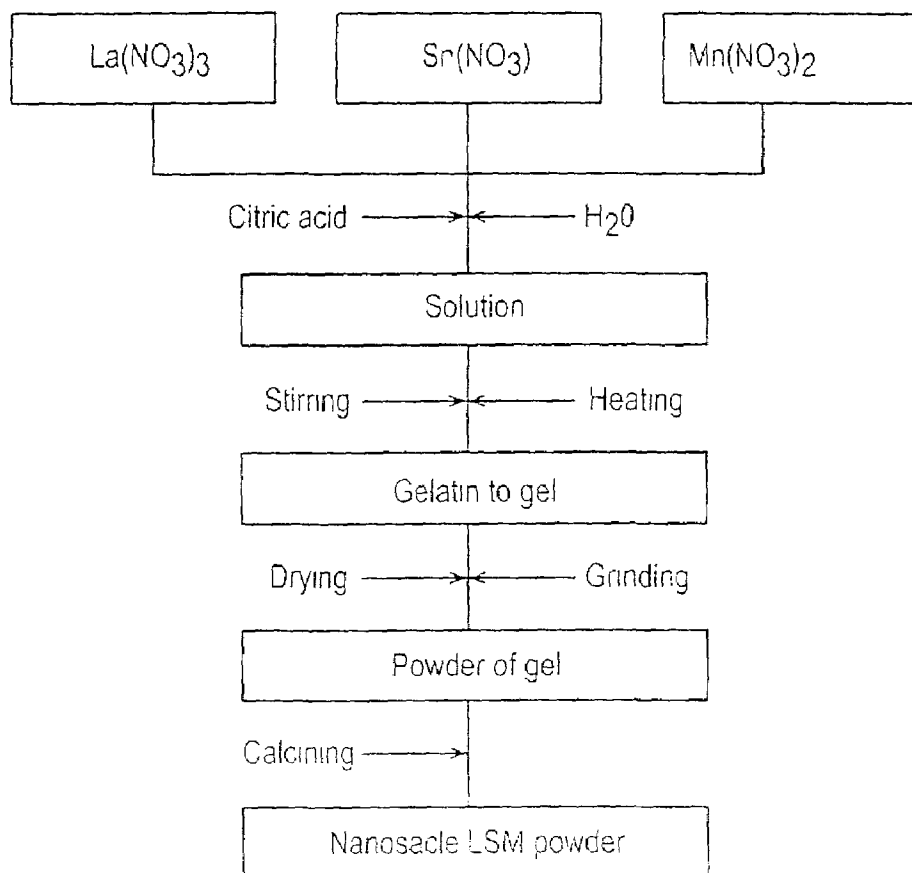 La(NO3)3 Sr(NO3) Mn(NO3)2
Citric acid H20
Solution
Stirring Heating
Gelatin to gel
Drying Grinding
Powder of gel
Calcining
Nanosacle LSM powder